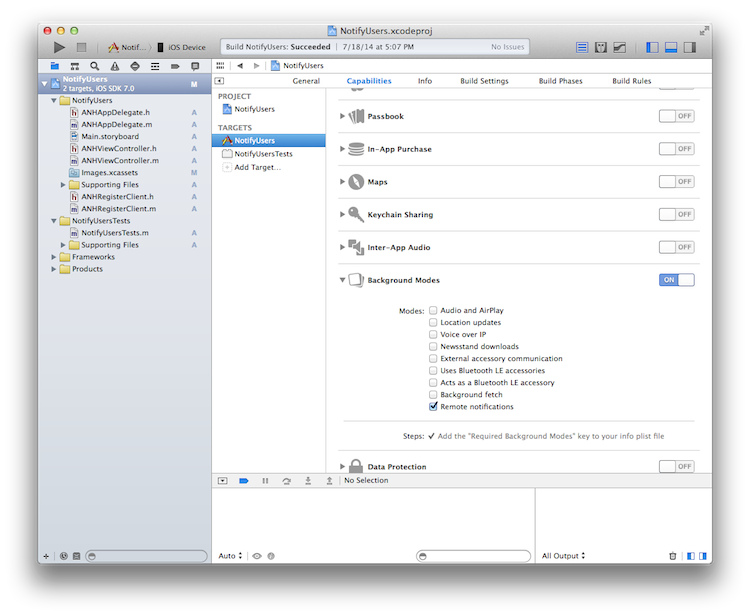 NotifyUsers.xcodeproj
Notif... iOS Device
Build NotifyUsers: Succeeded 7/18/14 at 5:07 PM No Issues
NotifyUsers
General Capabilities Info Build Settings Build Phases Build Rules
NotifyUsers
2 targets, iOS SDK 7.0 M
NotifyUsers
ANHAppDelegate.h A
ANHAppDelegate.m A
Main.storyboard A
ANHViewController.h A
ANHViewController.m A
Images.xcassets M
Supporting Files A
ANHRegisterClient.h A
ANHRegisterClient.m A
NotifyUsersTests
NotifyUsersTests.m A
Supporting Files A
Frameworks
Products
PROJECT
NotifyUsers
TARGETS
NotifyUsers
NotifyUsersTests
Add Target...
Passbook OFF
In-App Purchase OFF
Maps OFF
Keychain Sharing OFF
Inter-App Audio OFF
Background Modes ON
Modes: Audio and AirPlay
Location updates
Voice over IP
Newsstand downloads
External accessory communication
Uses Bluetooth LE accessories
Acts as a Bluetooth LE accessory
Background fetch
Remote notifications
Steps: ✓ Add the "Required Background Modes" key to your info plist file
Data Protection OFF
No Selection
Auto
All Output